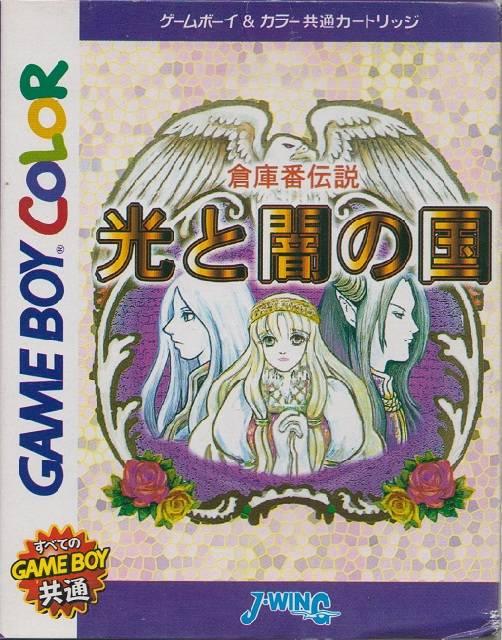 ゲームボーイ & カラー共通カートリッジ
GAME BOY® COLOR
倉庫番伝説
光と闇の国
すべての
GAME BOY
共通
J-WING